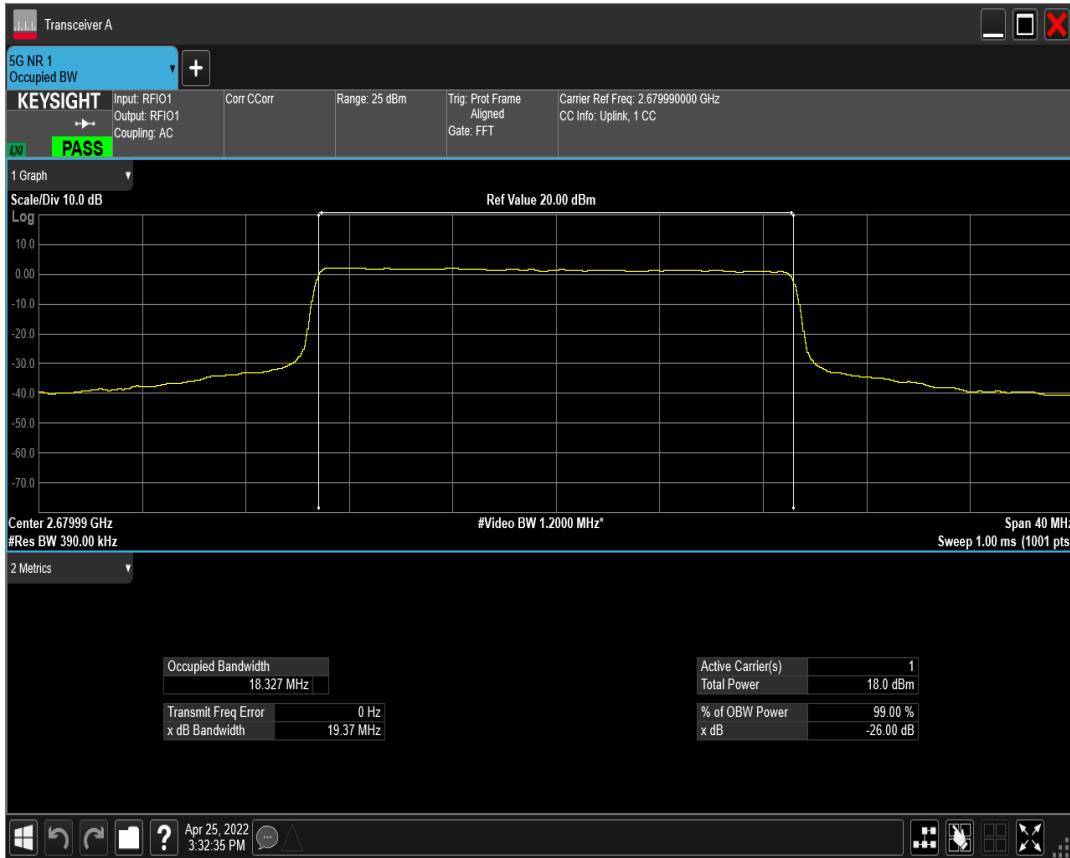 Transceiver A
5G NR 1
Occupied BW
+
KEYSIGHT
Input: RFIO1
Output: RFIO1
Coupling: AC
Corr CCorr
Range: 25 dBm
Trig: Prot Frame
Aligned
Gate: FFT
Carrier Ref Freq: 2.679990000 GHz
CC Info: Uplink, 1 CC
LXI
PASS
1 Graph
Scale/Div 10.0 dB
Ref Value 20.00 dBm
Log
10.0
0.00
-10.0
-20.0
-30.0
-40.0
-50.0
-60.0
-70.0
Center 2.67999 GHz
#Video BW 1.2000 MHz*
Span 40 MHz
#Res BW 390.00 kHz
Sweep 1.00 ms (1001 pts
2 Metrics
Occupied Bandwidth
18.327 MHz
Transmit Freq Error 0 Hz
x dB Bandwidth 19.37 MHz
Active Carrier(s) 1
Total Power 18.0 dBm
% of OBW Power 99.00 %
x dB -26.00 dB
?
Apr 25, 2022
3:32:35 PM